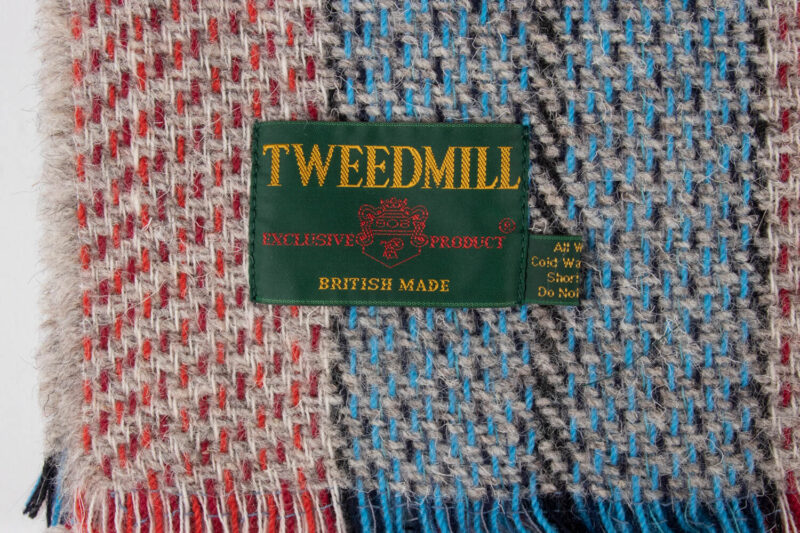 TWEEDMILL
EXCLUSIVE PRODUCT ®
BRITISH MADE
All W
Cold Wa
Short
Do Not